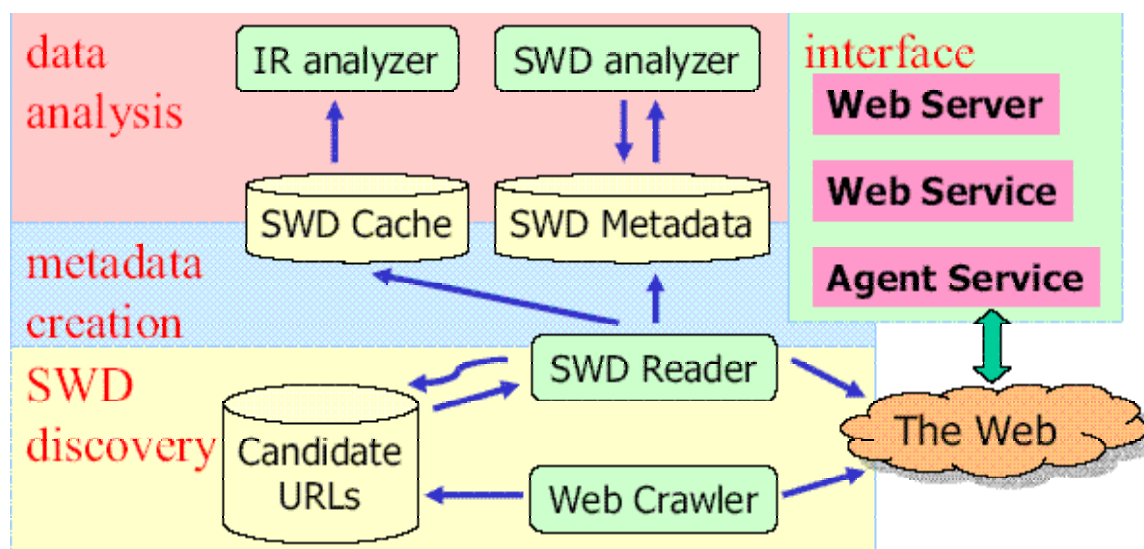 data
analysis
IR analyzer
SWD analyzer
interface
Web Server
Web Service
Agent Service
SWD Cache
SWD Metadata
metadata
creation
SWD Reader
SWD
discovery
Candidate
URLs
Web Crawler
The Web